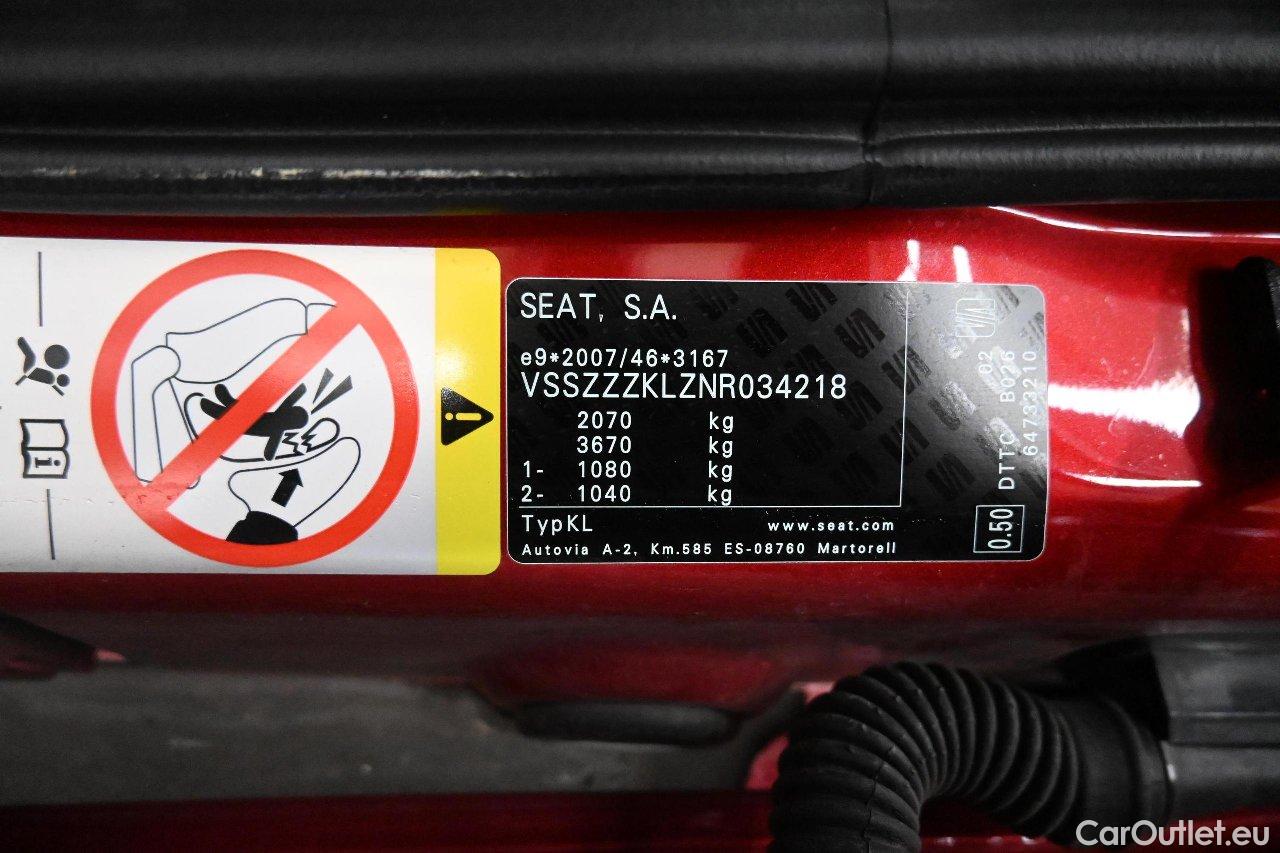 SEAT, S.A.
e9*2007/46*3167
VSSZZZKLZNR034218
2070 kg
3670 kg
1- 1080 kg
2- 1040 kg
TypKL www.seat.com
Autovia A-2, Km.585 ES-08760 Martorell
0.50 DTTC B026 02
64733210
CarOutlet.eu